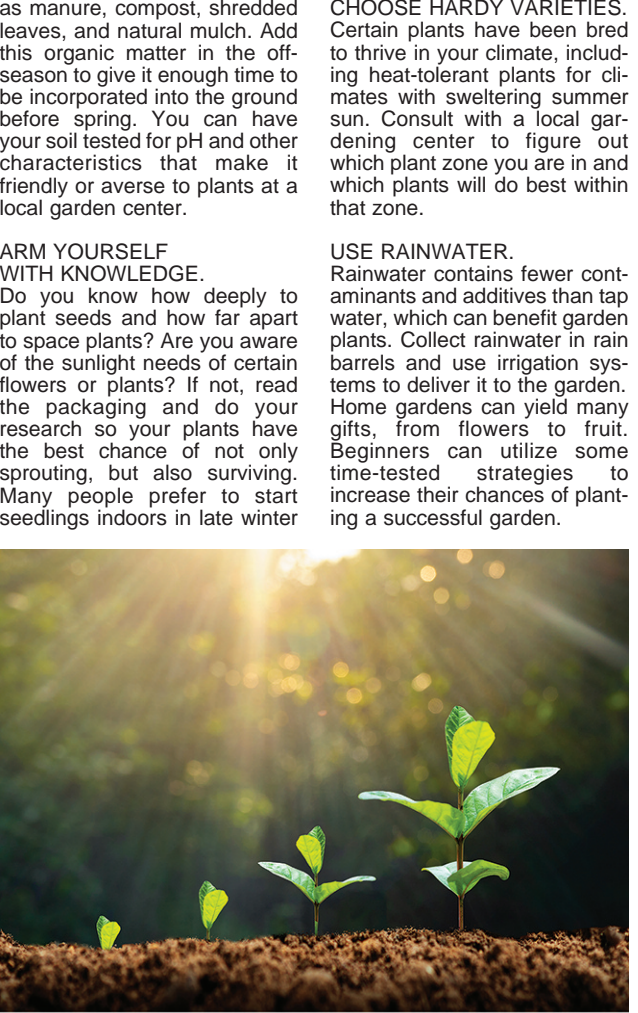 as manure, compost, shredded
leaves, and natural mulch. Add
this organic matter in the off-
season to give it enough time to
be incorporated into the ground
before spring. You can have
your soil tested for pH and other
characteristics that make it
friendly or averse to plants at a
local garden center.
ARM YOURSELF
WITH KNOWLEDGE.
Do you know how deeply to
plant seeds and how far apart
to space plants? Are you aware
of the sunlight needs of certain
flowers or plants? If not, read
the packaging and do your
research so your plants have
the best chance of not only
sprouting, but also surviving.
Many people prefer to start
seedlings indoors in late winter
CHOOSE HARDY VARIETIES.
Certain plants have been bred
to thrive in your climate, includ-
ing heat-tolerant plants for cli-
mates with sweltering summer
sun. Consult with a local gar-
dening center to figure out
which plant zone you are in and
which plants will do best within
that zone.
USE RAINWATER.
Rainwater contains fewer cont-
aminants and additives than tap
water, which can benefit garden
plants. Collect rainwater in rain
barrels and use irrigation sys-
tems to deliver it to the garden.
Home gardens can yield many
gifts, from flowers to fruit.
Beginners can utilize some
time-tested strategies to
increase their chances of plant-
ing a successful garden.